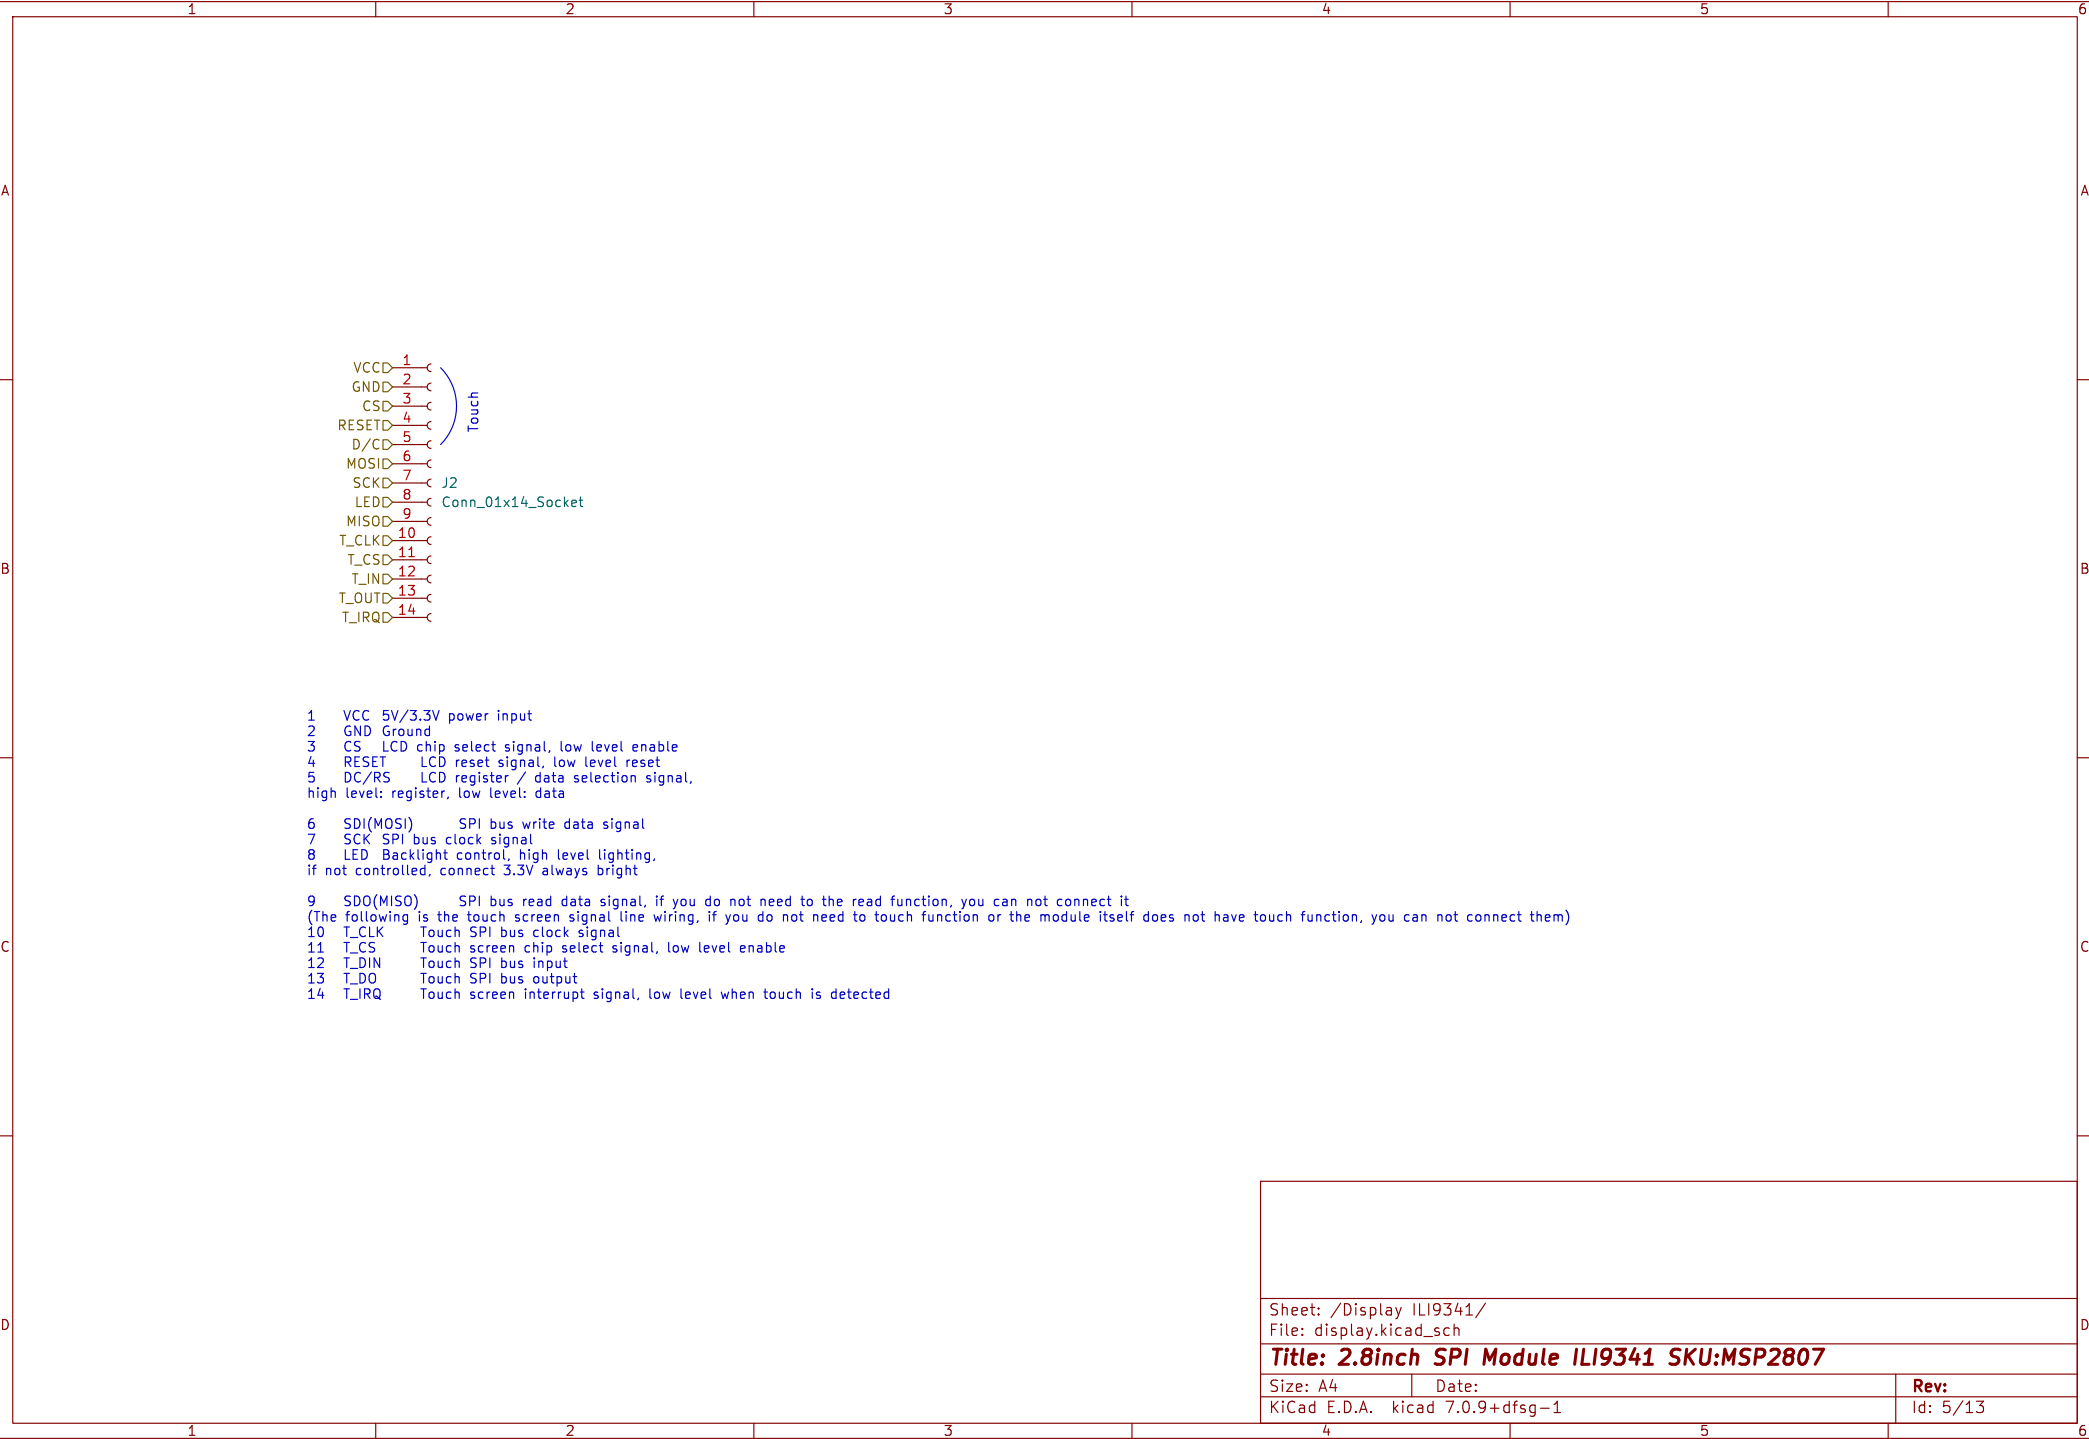 1 2 3 4 5 6
A A
VCC 1
GND 2
CS 3
RESET 4
D/C 5
Touch
MOSI 6
SCK 7 J2
LED 8 Conn_01x14_Socket
MISO 9
T_CLK 10
T_CS 11
B B
T_IN 12
T_OUT 13
T_IRQ 14
1 VCC 5V/3.3V power input
2 GND Ground
3 CS LCD chip select signal, low level enable
4 RESET LCD reset signal, low level reset
5 DC/RS LCD register / data selection signal,
high level: register, low level: data
6 SDI(MOSI) SPI bus write data signal
7 SCK SPI bus clock signal
8 LED Backlight control, high level lighting,
if not controlled, connect 3.3V always bright
9 SDO(MISO) SPI bus read data signal, if you do not need to the read function, you can not connect it
(The following is the touch screen signal line wiring, if you do not need to touch function or the module itself does not have touch function, you can not connect them)
10 T_CLK Touch SPI bus clock signal
11 T_CS Touch screen chip select signal, low level enable
C C
12 T_DIN Touch SPI bus input
13 T_DO Touch SPI bus output
14 T_IRQ Touch screen interrupt signal, low level when touch is detected
Sheet: /Display ILI9341/
File: display.kicad_sch
D D
Title: 2.8inch SPI Module ILI9341 SKU:MSP2807
Size: A4 Date: Rev:
KiCad E.D.A. kicad 7.0.9+dfsg-1 Id: 5/13
1 2 3 4 5 6